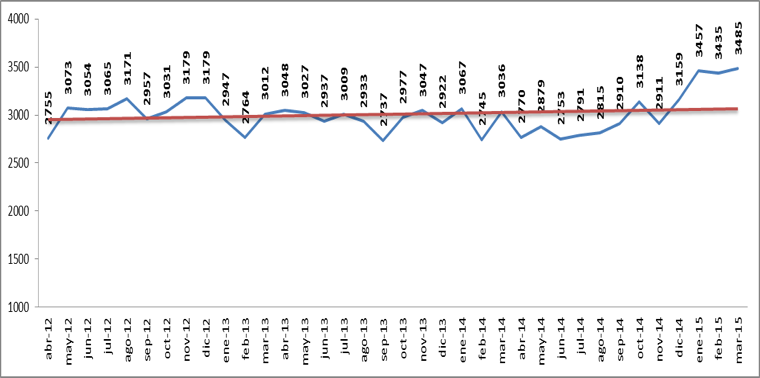 4000
3500
3000
2500
2000
1500
1000
2755
3073
3054
3065
3171
2957
3031
3179
3179
2947
2764
3012
3048
3027
2937
3009
2933
2737
2977
3047
2922
3067
2745
3036
2770
2879
2753
2791
2815
2910
3138
2911
3159
3457
3435
3485
abr-12
may-12
jun-12
jul-12
ago-12
sep-12
oct-12
nov-12
dic-12
ene-13
feb-13
mar-13
abr-13
may-13
jun-13
jul-13
ago-13
sep-13
oct-13
nov-13
dic-13
ene-14
feb-14
mar-14
abr-14
may-14
jun-14
jul-14
ago-14
sep-14
oct-14
nov-14
dic-14
ene-15
feb-15
mar-15